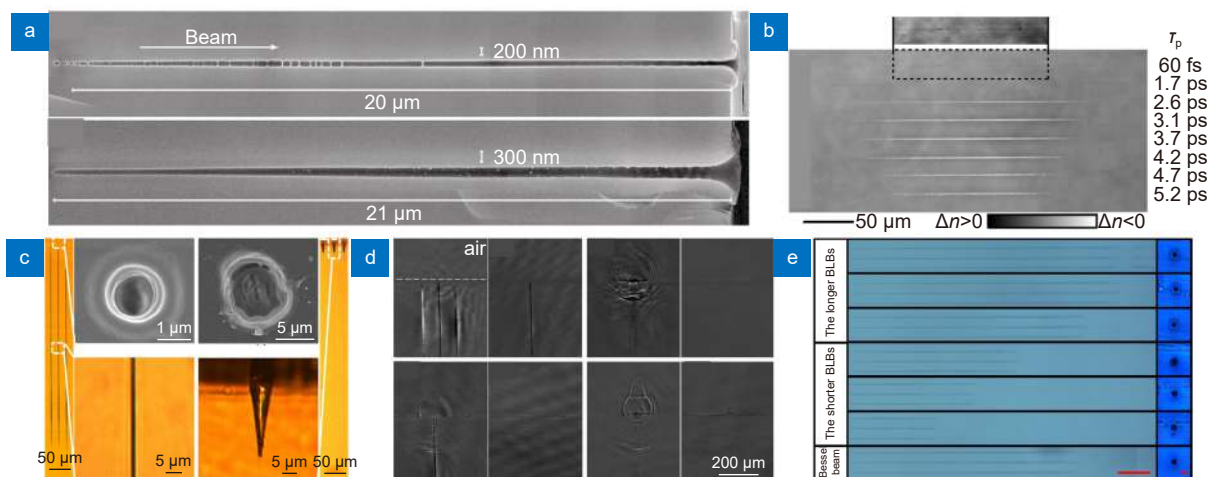 a
Beam
200 nm
20 μm
300 nm
21 μm
b
τp
60 fs
1.7 ps
2.6 ps
3.1 ps
3.7 ps
4.2 ps
4.7 ps
5.2 ps
50 μm
Δn>0
Δn<0
c
1 μm
5 μm
50 μm
5 μm
5 μm
50 μm
d
air
200 μm
e
The longer BLBs
The shorter BLBs
Besse
beam